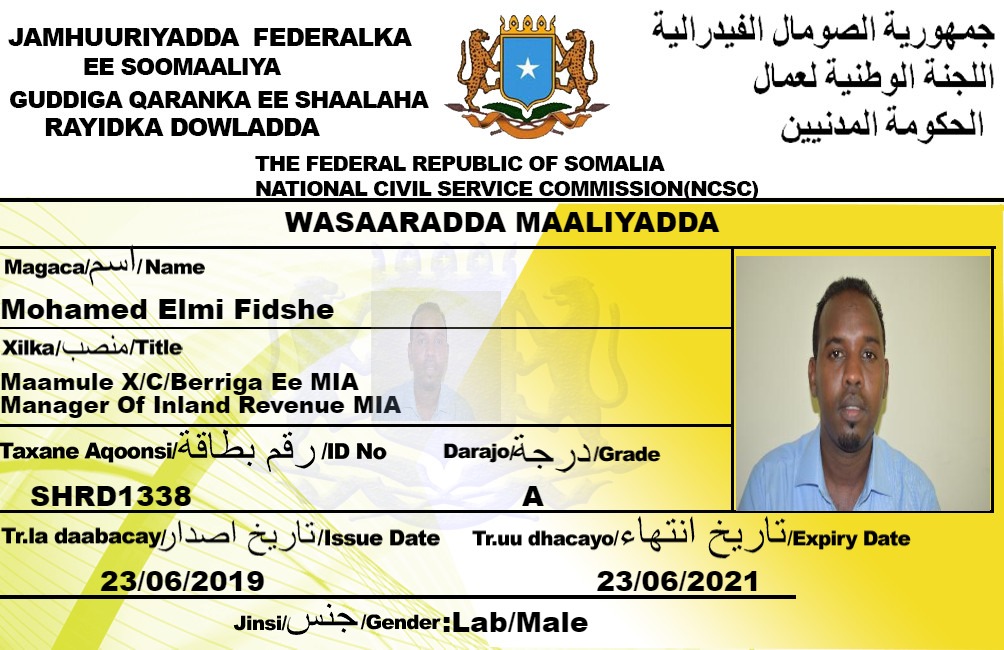 JAMHUURIYADDA FEDERALKA
EE SOOMAALIYA
GUDDIGA QARANKA EE SHAALAHA
RAYIDKA DOWLADDA
جمهورية الصومال الفيدرالية
اللجنة الوطنية لعمال
الحكومة المدنيين
THE FEDERAL REPUBLIC OF SOMALIA
NATIONAL CIVIL SERVICE COMMISSION(NCSC)
WASAARADDA MAALIYADDA
Magaca/اسم/Name
Mohamed Elmi Fidshe
Xilka/منصب/Title
Maamule X/C/Berriga Ee MIA
Manager Of Inland Revenue MIA
Taxane Aqoonsi/رقم بطاقة/ID No
Darajo/درجة/Grade
SHRD1338
A
Tr.la daabacay/تاريخ اصدار/Issue Date
Tr.uu dhacayo/تاريخ انتهاء/Expiry Date
23/06/2019
23/06/2021
Jinsi/جنس/Gender:Lab/Male